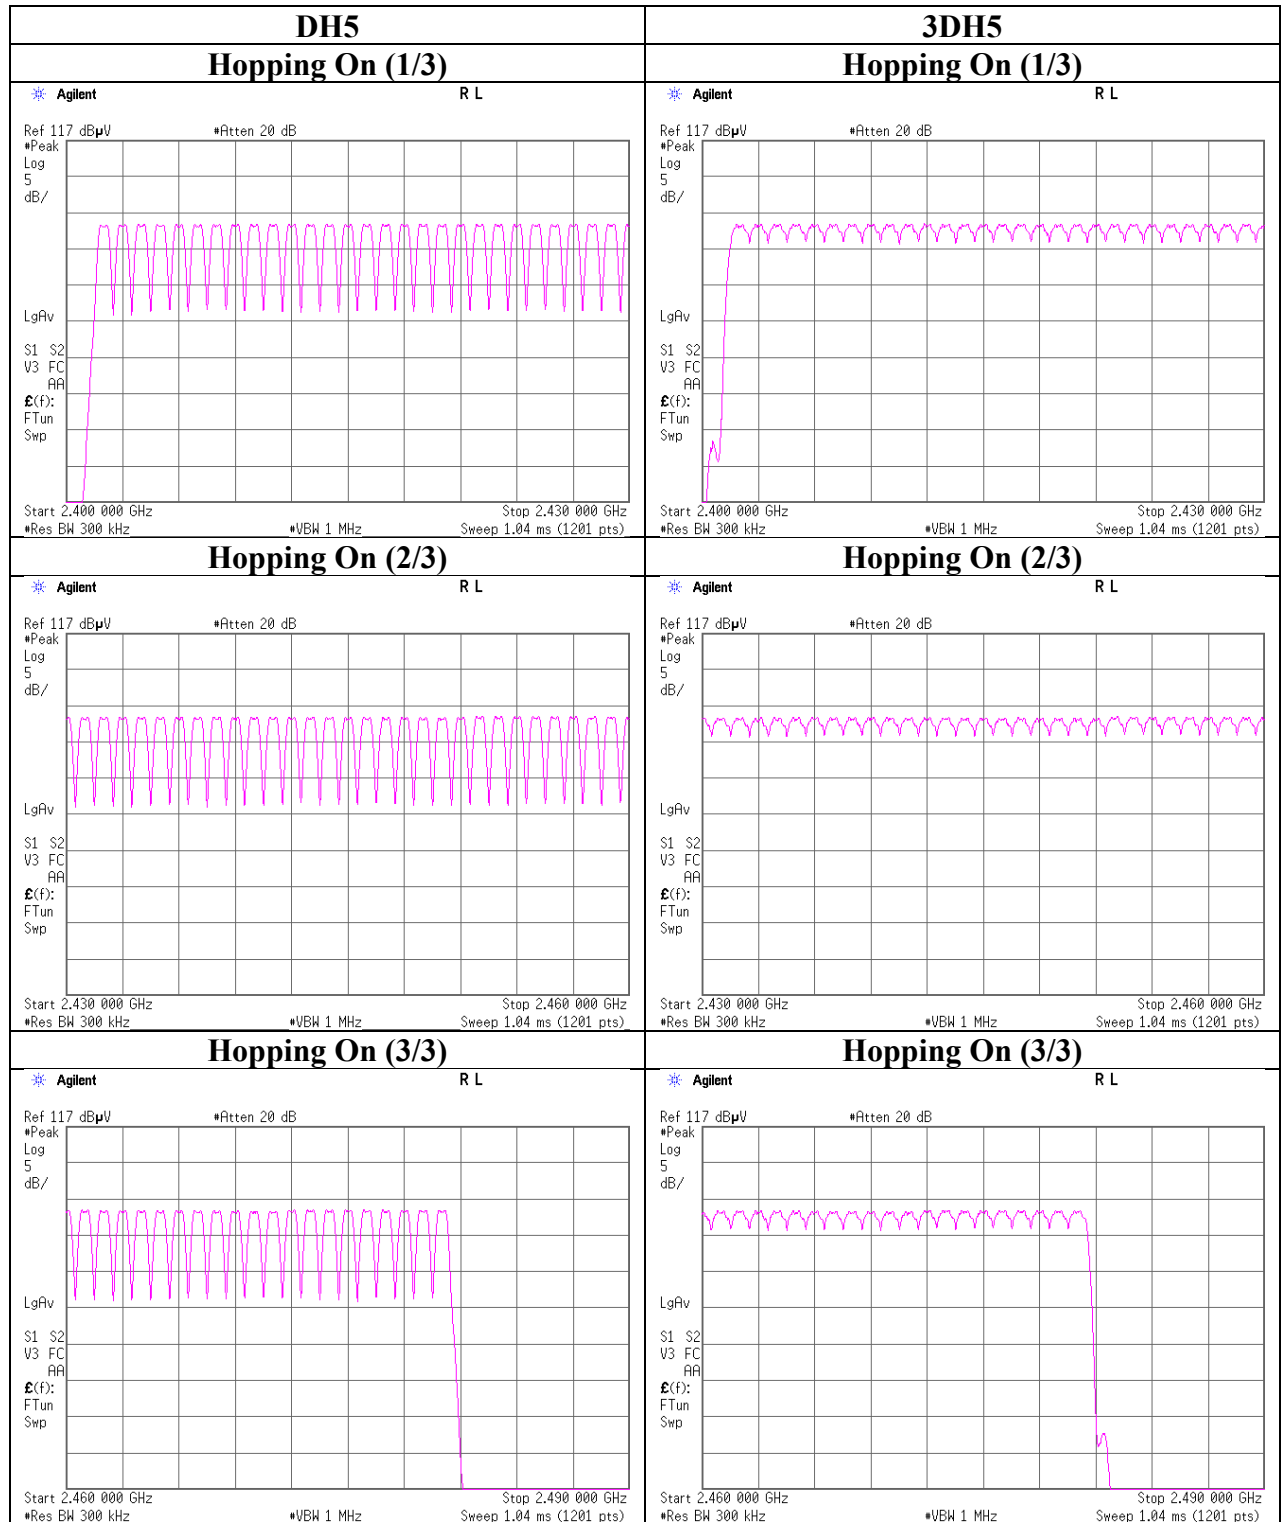 DH5 3DH5
Hopping On (1/3) Hopping On (1/3)
Agilent R L
Ref 117 dBµV #Atten 20 dB
#Peak
Log
5
dB/
LgAv
S1 S2
V3 FC
AA
£(f):
FTun
Swp
Start 2.400 000 GHz Stop 2.430 000 GHz
#Res BW 300 kHz #VBW 1 MHz Sweep 1.04 ms (1201 pts)
Agilent R L
Ref 117 dBµV #Atten 20 dB
#Peak
Log
5
dB/
LgAv
S1 S2
V3 FC
AA
£(f):
FTun
Swp
Start 2.400 000 GHz Stop 2.430 000 GHz
#Res BW 300 kHz #VBW 1 MHz Sweep 1.04 ms (1201 pts)
Hopping On (2/3) Hopping On (2/3)
Agilent R L
Ref 117 dBµV #Atten 20 dB
#Peak
Log
5
dB/
LgAv
S1 S2
V3 FC
AA
£(f):
FTun
Swp
Start 2.430 000 GHz Stop 2.460 000 GHz
#Res BW 300 kHz #VBW 1 MHz Sweep 1.04 ms (1201 pts)
Agilent R L
Ref 117 dBµV #Atten 20 dB
#Peak
Log
5
dB/
LgAv
S1 S2
V3 FC
AA
£(f):
FTun
Swp
Start 2.430 000 GHz Stop 2.460 000 GHz
#Res BW 300 kHz #VBW 1 MHz Sweep 1.04 ms (1201 pts)
Hopping On (3/3) Hopping On (3/3)
Agilent R L
Ref 117 dBµV #Atten 20 dB
#Peak
Log
5
dB/
LgAv
S1 S2
V3 FC
AA
£(f):
FTun
Swp
Start 2.460 000 GHz Stop 2.490 000 GHz
#Res BW 300 kHz #VBW 1 MHz Sweep 1.04 ms (1201 pts)
Agilent R L
Ref 117 dBµV #Atten 20 dB
#Peak
Log
5
dB/
LgAv
S1 S2
V3 FC
AA
£(f):
FTun
Swp
Start 2.460 000 GHz Stop 2.490 000 GHz
#Res BW 300 kHz #VBW 1 MHz Sweep 1.04 ms (1201 pts)